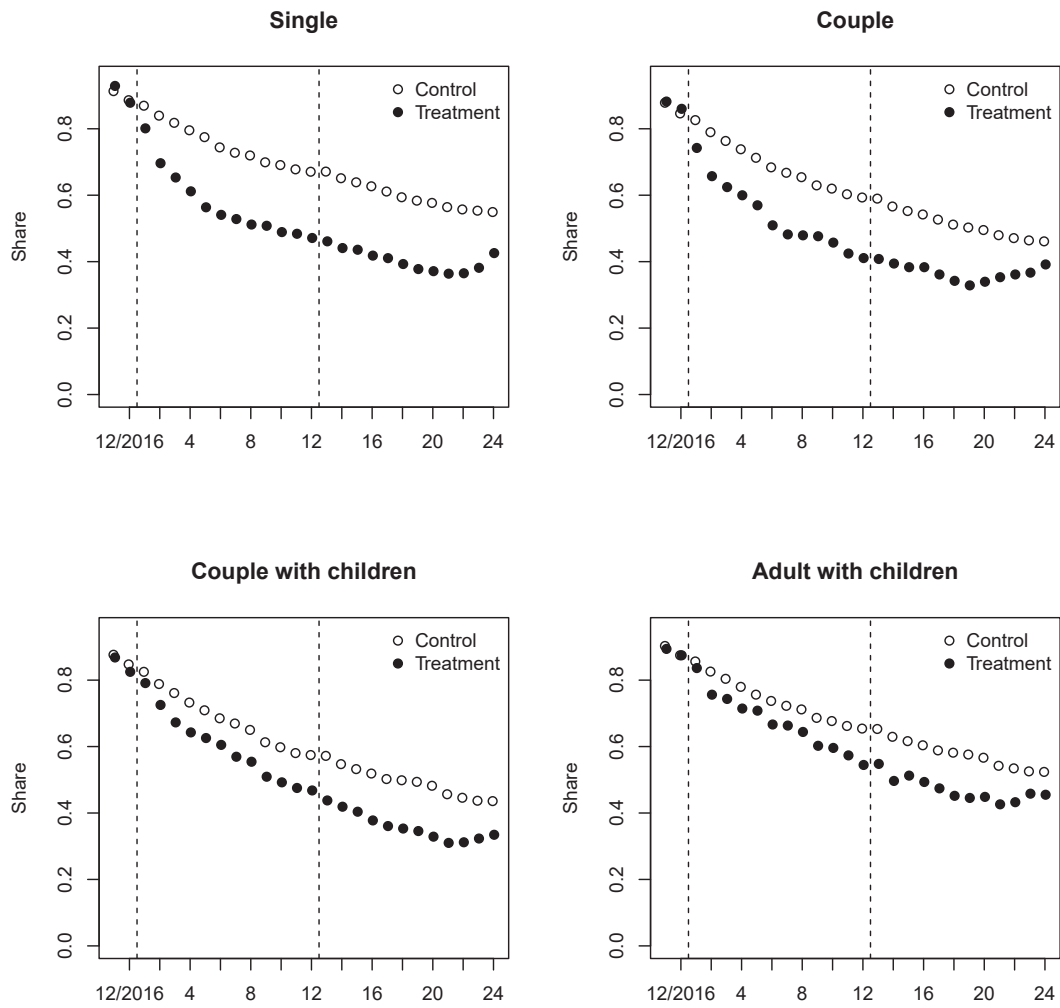 Single
Control
Treatment
Share
0.0 0.2 0.4 0.6 0.8
12/2016 4 8 12 16 20 24
Couple
Control
Treatment
Share
0.0 0.2 0.4 0.6 0.8
12/2016 4 8 12 16 20 24
Couple with children
Control
Treatment
Share
0.0 0.2 0.4 0.6 0.8
12/2016 4 8 12 16 20 24
Adult with children
Control
Treatment
Share
0.0 0.2 0.4 0.6 0.8
12/2016 4 8 12 16 20 24